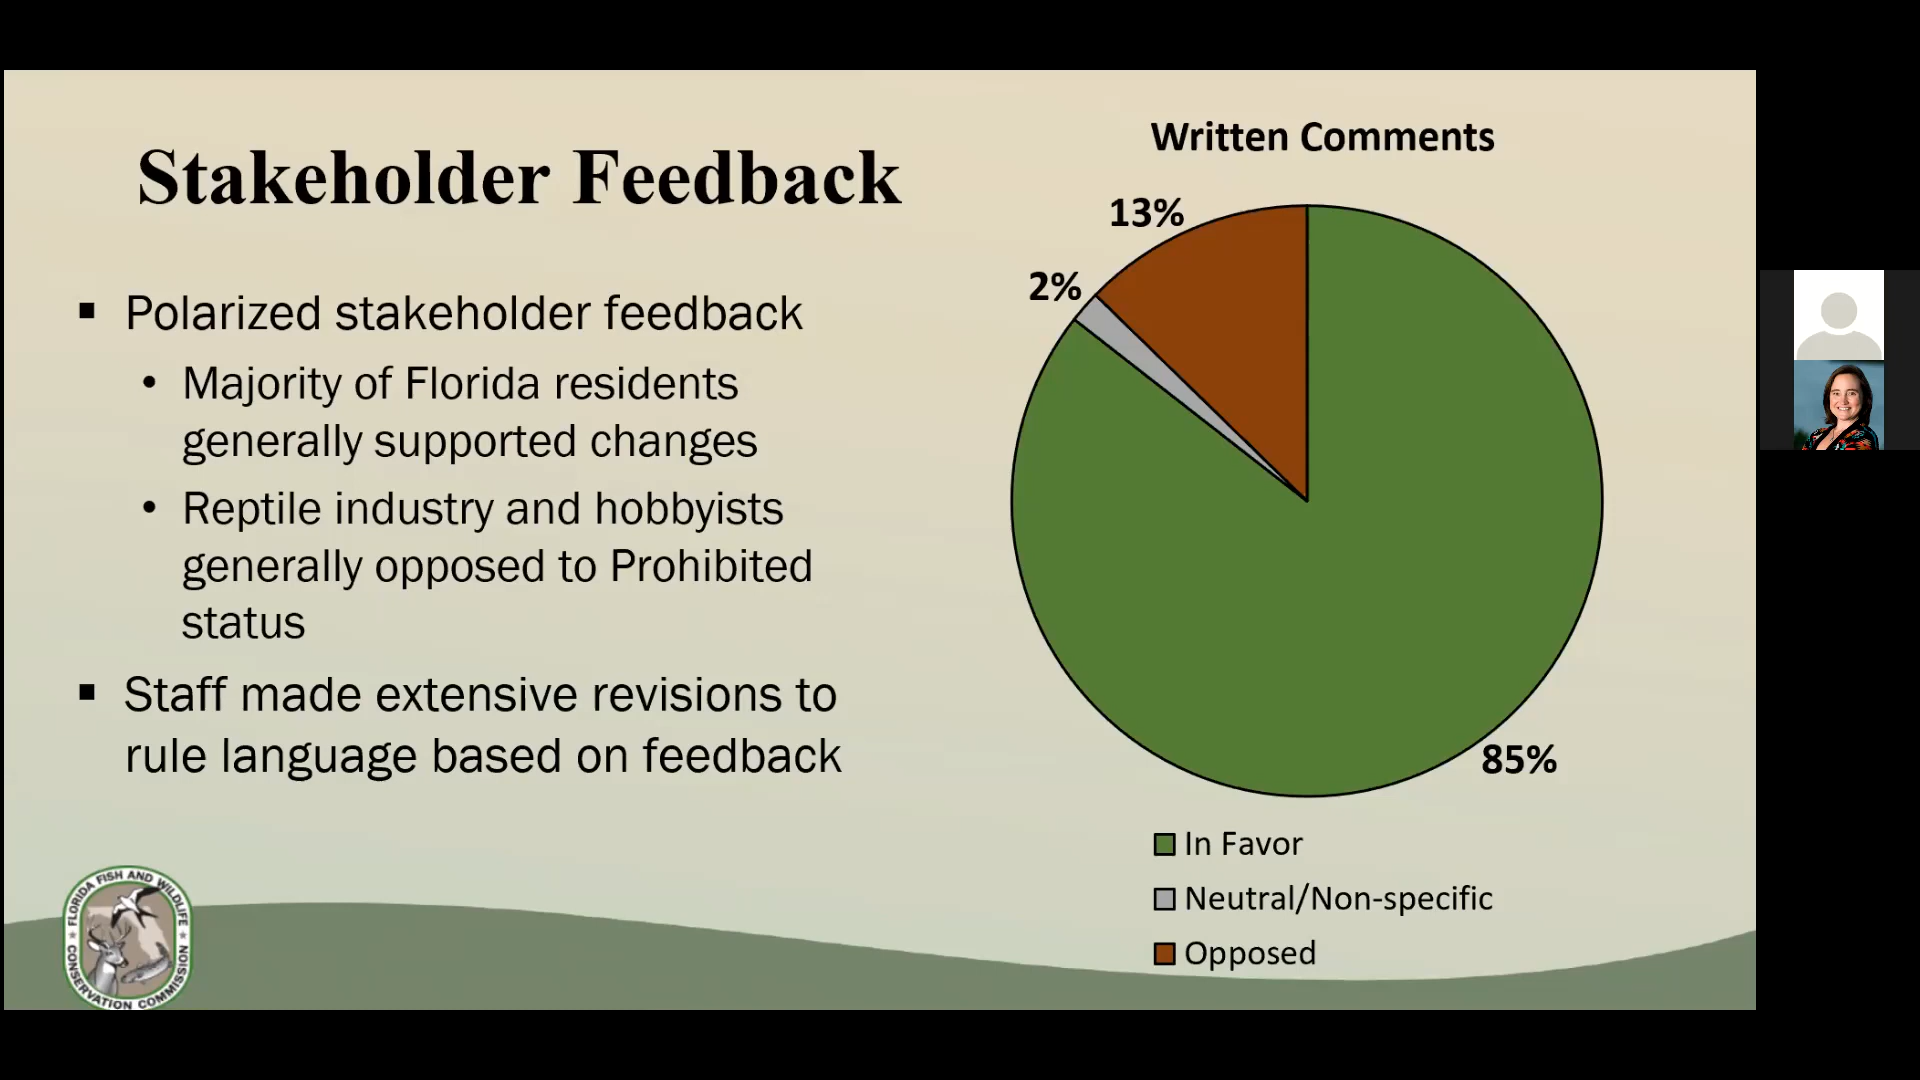 Stakeholder Feedback
▪ Polarized stakeholder feedback
• Majority of Florida residents
generally supported changes
• Reptile industry and hobbyists
generally opposed to Prohibited
status
▪ Staff made extensive revisions to
rule language based on feedback
Written Comments
13%
2%
85%
In Favor
Neutral/Non-specific
Opposed
FLORIDA FISH AND WILDLIFE
CONSERVATION COMMISSION